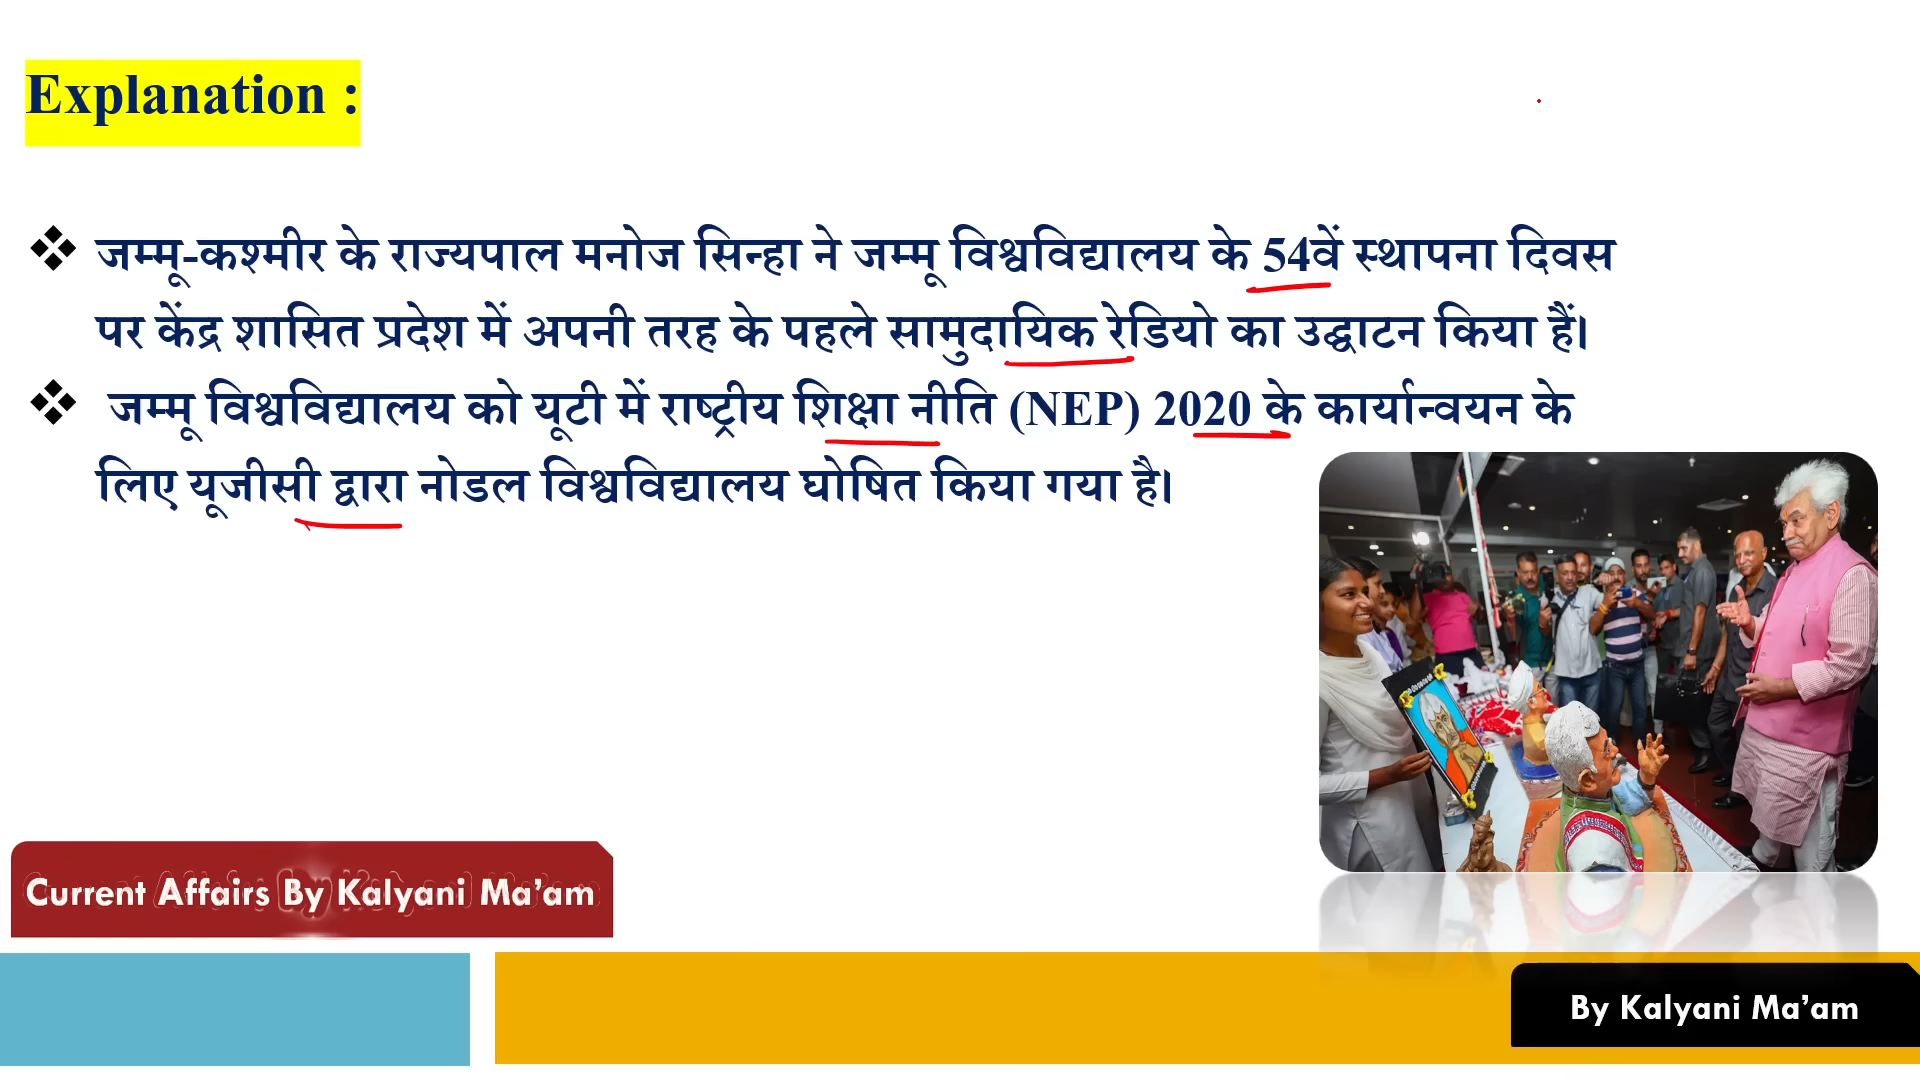 Explanation :
❖ जम्मू-कश्मीर के राज्यपाल मनोज सिन्हा ने जम्मू विश्वविद्यालय के 54वें स्थापना दिवस
पर केंद्र शासित प्रदेश में अपनी तरह के पहले सामुदायिक रेडियो का उद्घाटन किया हैं।
❖ जम्मू विश्वविद्यालय को यूटी में राष्ट्रीय शिक्षा नीति (NEP) 2020 के कार्यान्वयन के
लिए यूजीसी द्वारा नोडल विश्वविद्यालय घोषित किया गया है।
Current Affairs By Kalyani Ma’am
By Kalyani Ma’am